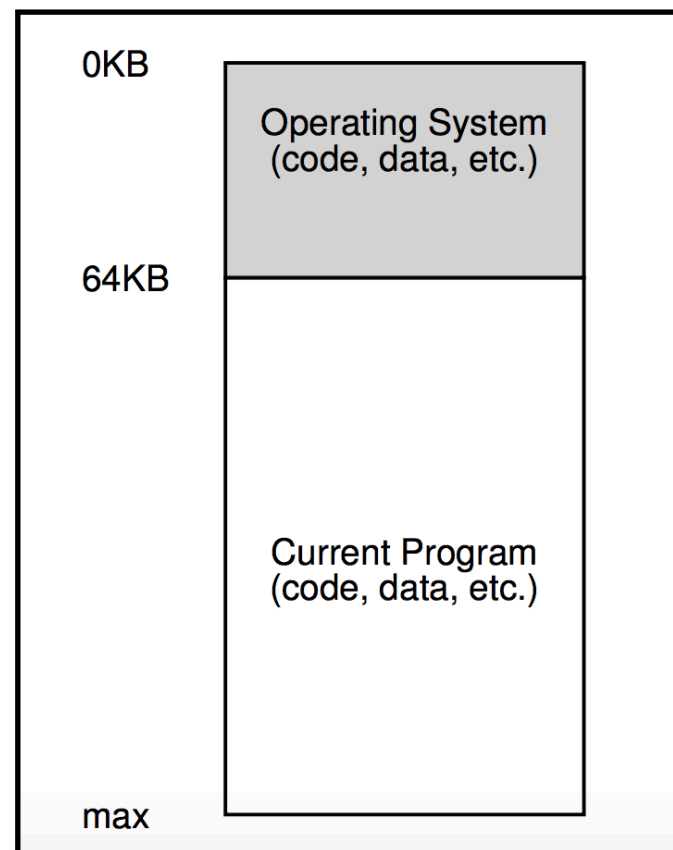 0KB
Operating System
(code, data, etc.)
64KB
Current Program
(code, data, etc.)
max